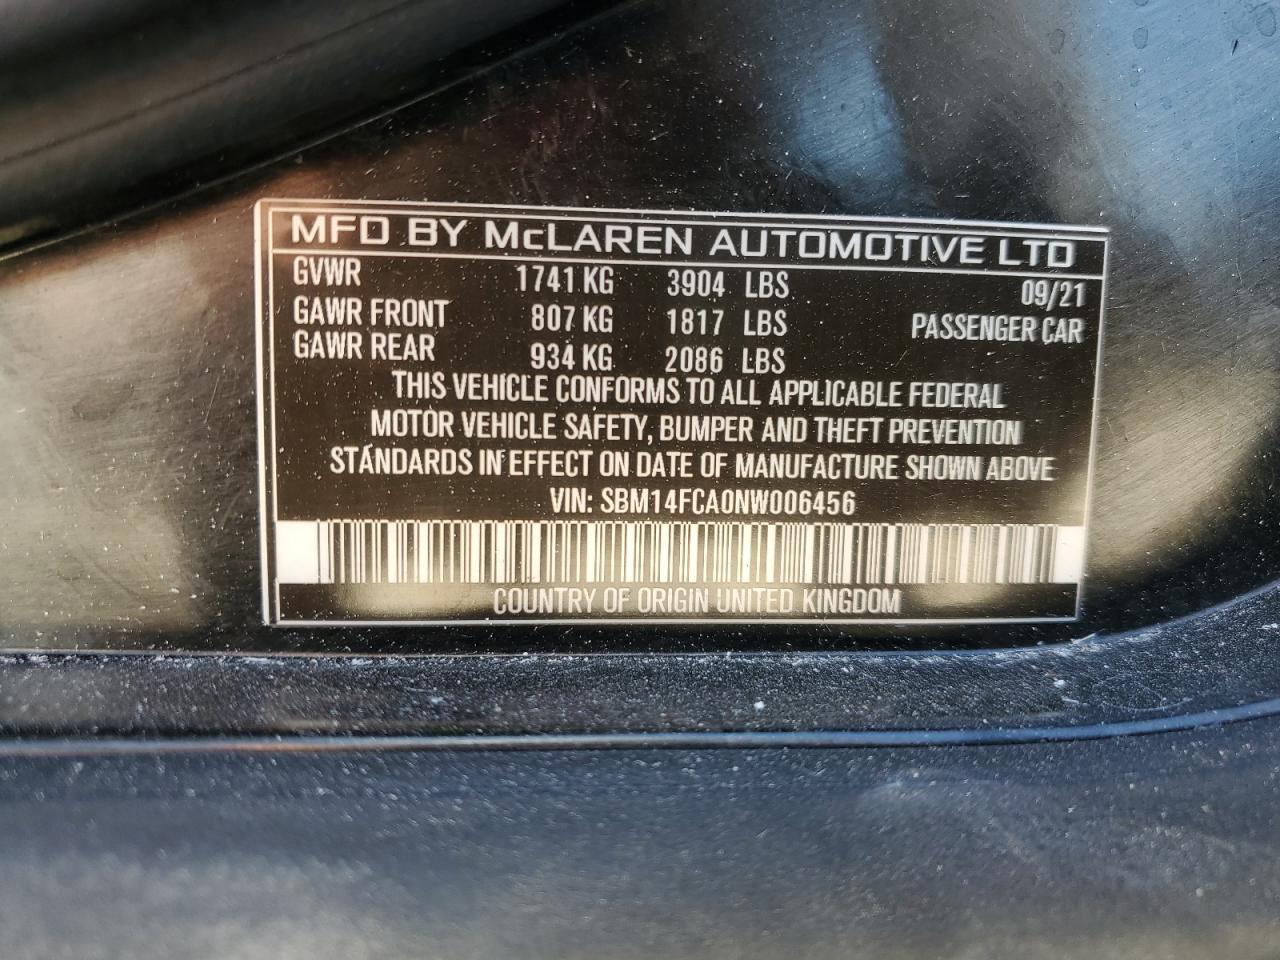 MFD BY McLAREN AUTOMOTIVE LTD
GVWR 1741 KG 3904 LBS 09/21
GAWR FRONT 807 KG 1817 LBS PASSENGER CAR
GAWR REAR 934 KG 2086 LBS
THIS VEHICLE CONFORMS TO ALL APPLICABLE FEDERAL
MOTOR VEHICLE SAFETY, BUMPER AND THEFT PREVENTION
STANDARDS IN EFFECT ON DATE OF MANUFACTURE SHOWN ABOVE
VIN: SBM14FCA0NW006456
COUNTRY OF ORIGIN UNITED KINGDOM